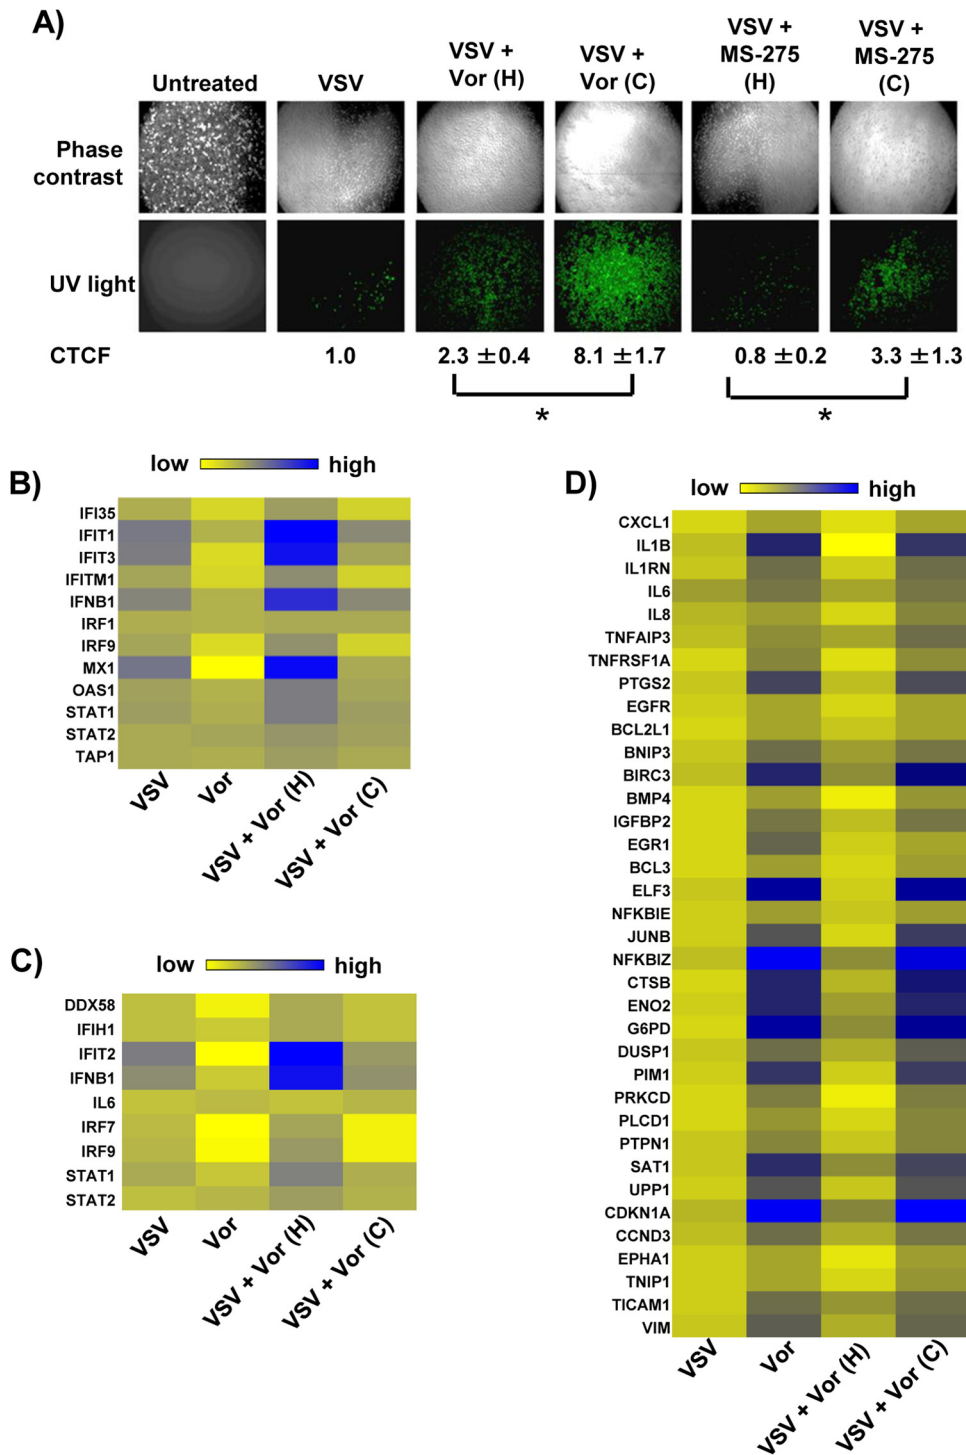 A)
Untreated
VSV
VSV +
Vor (H)
VSV +
Vor (C)
VSV +
MS-275
(H)
VSV +
MS-275
(C)
Phase
contrast
UV light
CTCF
1.0
2.3 ±0.4
8.1 ±1.7
0.8 ±0.2
3.3 ±1.3
*
*
B)
low
high
IFI35
IFIT1
IFIT3
IFITM1
IFNB1
IRF1
IRF9
MX1
OAS1
STAT1
STAT2
TAP1
VSV
Vor
VSV + Vor (H)
VSV + Vor (C)
C)
low
high
DDX58
IFIH1
IFIT2
IFNB1
IL6
IRF7
IRF9
STAT1
STAT2
VSV
Vor
VSV + Vor (H)
VSV + Vor (C)
D)
low
high
CXCL1
IL1B
IL1RN
IL6
IL8
TNFAIP3
TNFRSF1A
PTGS2
EGFR
BCL2L1
BNIP3
BIRC3
BMP4
IGFBP2
EGR1
BCL3
ELF3
NFKBIE
JUNB
NFKBIZ
CTSB
ENO2
G6PD
DUSP1
PIM1
PRKCD
PLCD1
PTPN1
SAT1
UPP1
CDKN1A
CCND3
EPHA1
TNIP1
TICAM1
VIM
VSV
Vor
VSV + Vor (H)
VSV + Vor (C)